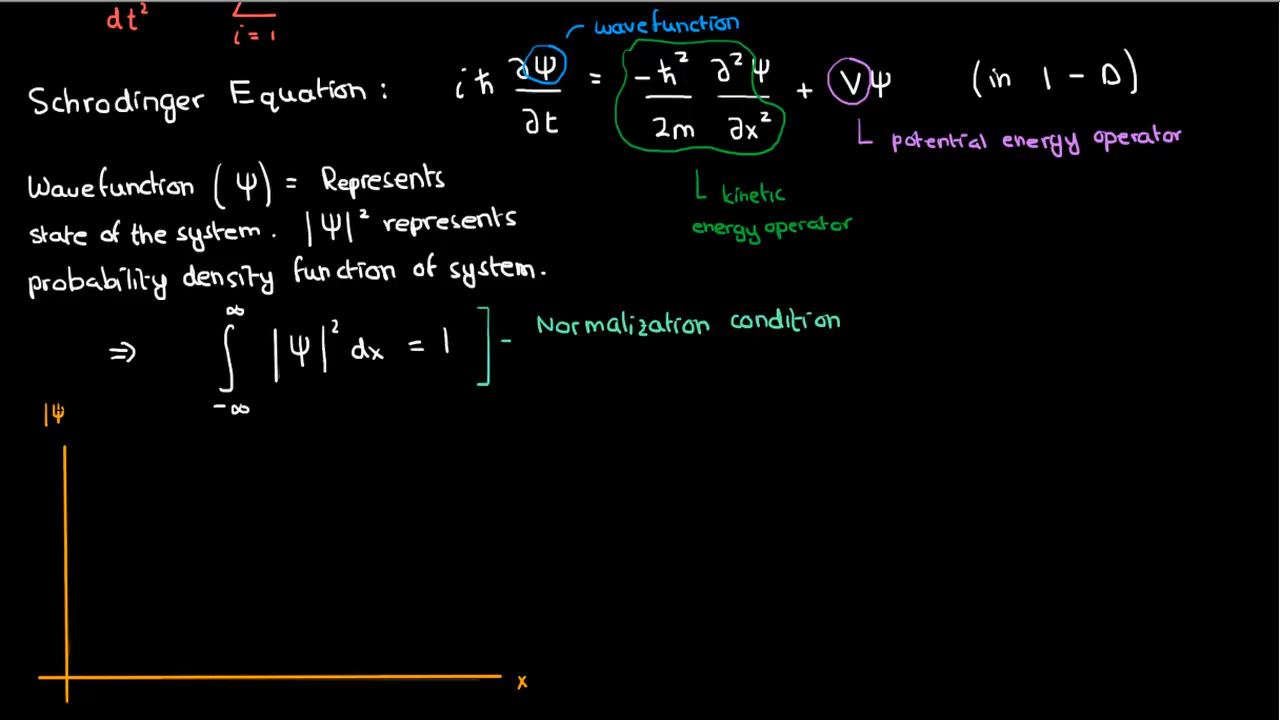 dt²
i=1
wavefunction
Schrodinger Equation : iħ ∂Ψ/∂t = -ħ²/2m ∂²Ψ/∂x² + VΨ (in 1-D)
potential energy operator
kinetic
energy operator
Wavefunction (Ψ) = Represents
state of the system. |Ψ|² represents
probability density function of system.
⇒ ∫_{-∞}^{∞} |Ψ|² dx = 1 ] - Normalization condition
|Ψ
x